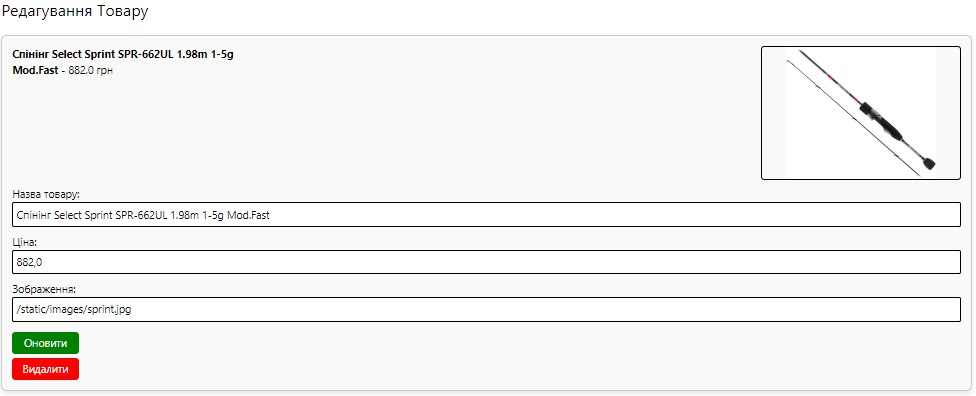 Редагування Товару
Спінінг Select Sprint SPR-662UL 1.98m 1-5g
Mod.Fast - 882.0 грн
Назва товару:
Спінінг Select Sprint SPR-662UL 1.98m 1-5g Mod.Fast
Ціна:
882,0
Зображення:
/static/images/sprint.jpg
Оновити
Видалити